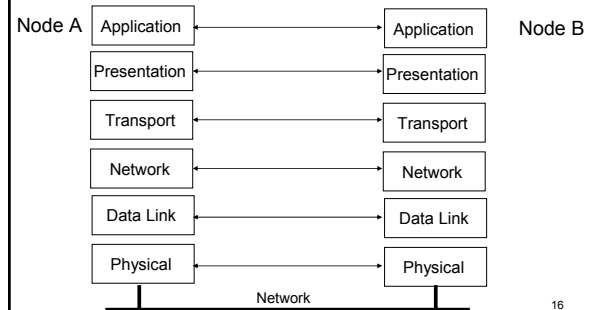 Node A Application Application Node B
Presentation Presentation
Transport Transport
Network Network
Data Link Data Link
Physical Physical
Network
16